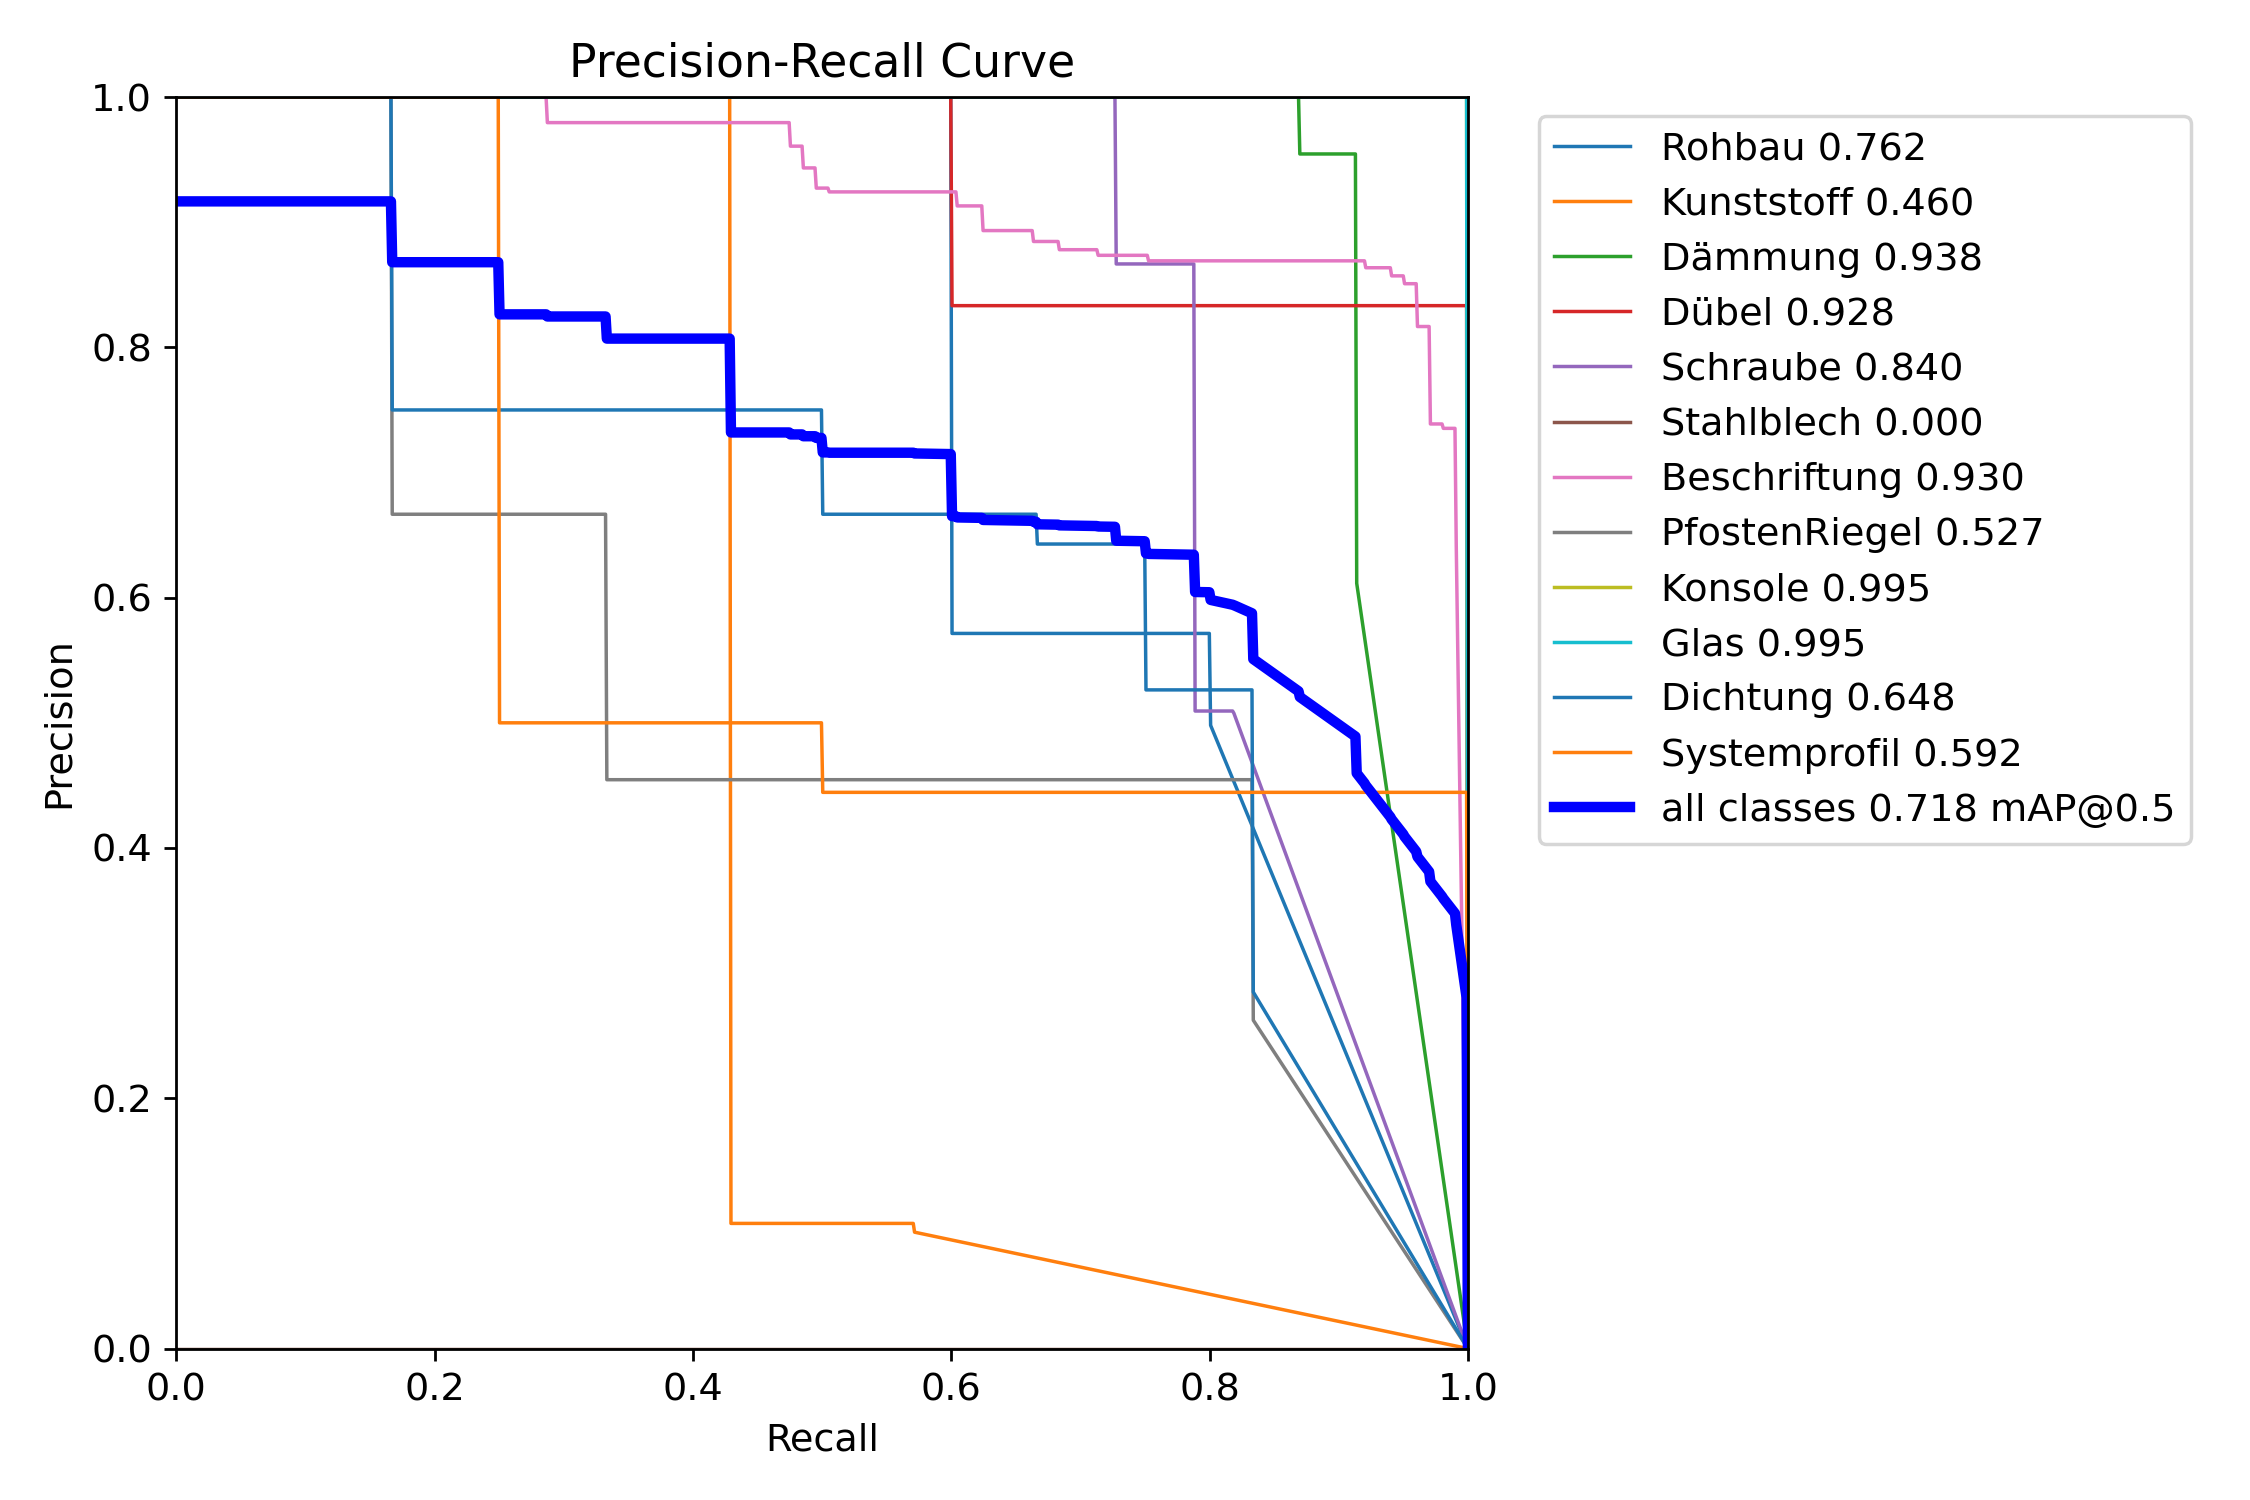 Precision-Recall Curve
1.0
0.8
0.6
0.4
0.2
0.0
Precision
0.0 0.2 0.4 0.6 0.8 1.0
Recall
Rohbau 0.762
Kunststoff 0.460
Dämmung 0.938
Dübel 0.928
Schraube 0.840
Stahlblech 0.000
Beschriftung 0.930
PfostenRiegel 0.527
Konsole 0.995
Glas 0.995
Dichtung 0.648
Systemprofil 0.592
all classes 0.718 mAP@0.5